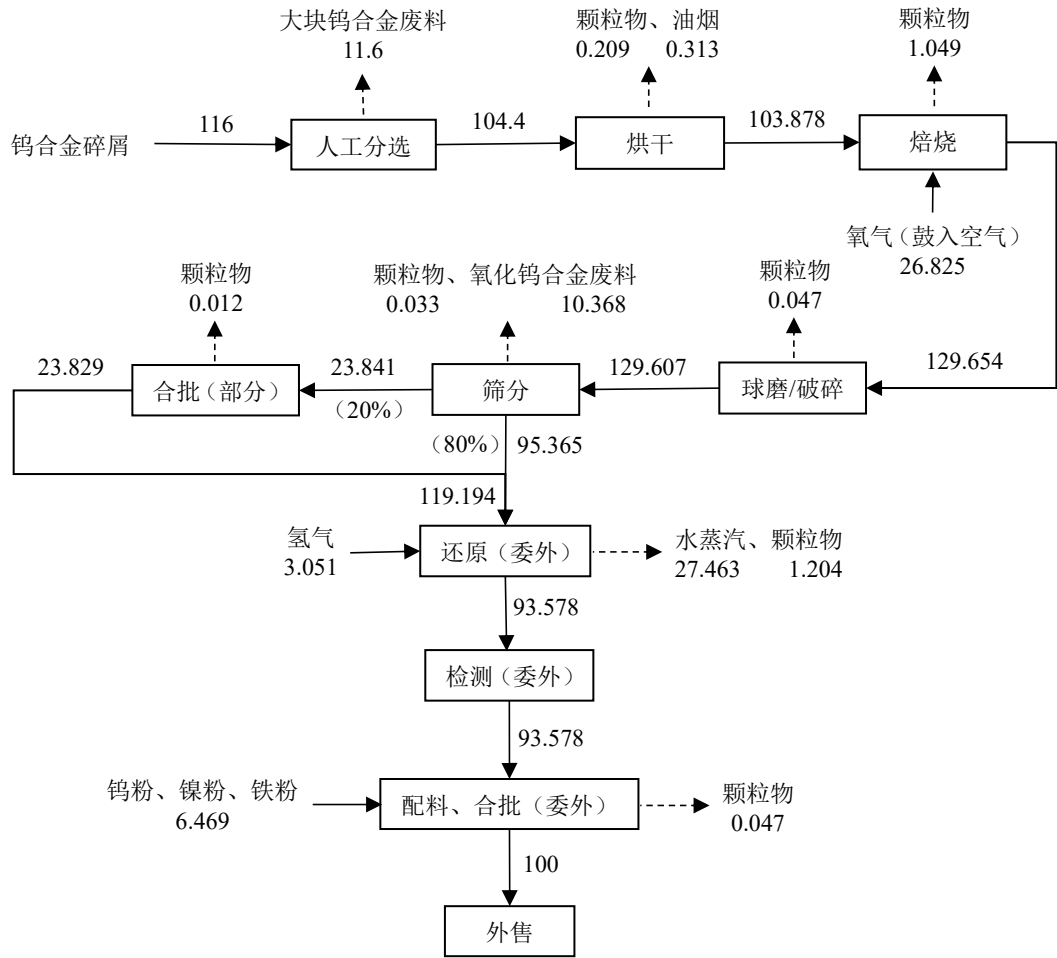 大块钨合金废料
11.6
颗粒物、油烟
0.209 0.313
颗粒物
1.049
钨合金碎屑
116
人工分选
104.4
烘干
103.878
焙烧
氧气（鼓入空气）
26.825
颗粒物
0.012
颗粒物、氧化钨合金废料
0.033 10.368
颗粒物
0.047
23.829
合批（部分）
23.841
（20%）
筛分
129.607
球磨/破碎
129.654
（80%）
95.365
119.194
氢气
3.051
还原（委外）
水蒸汽、颗粒物
27.463 1.204
93.578
检测（委外）
93.578
钨粉、镍粉、铁粉
6.469
配料、合批（委外）
颗粒物
0.047
100
外售